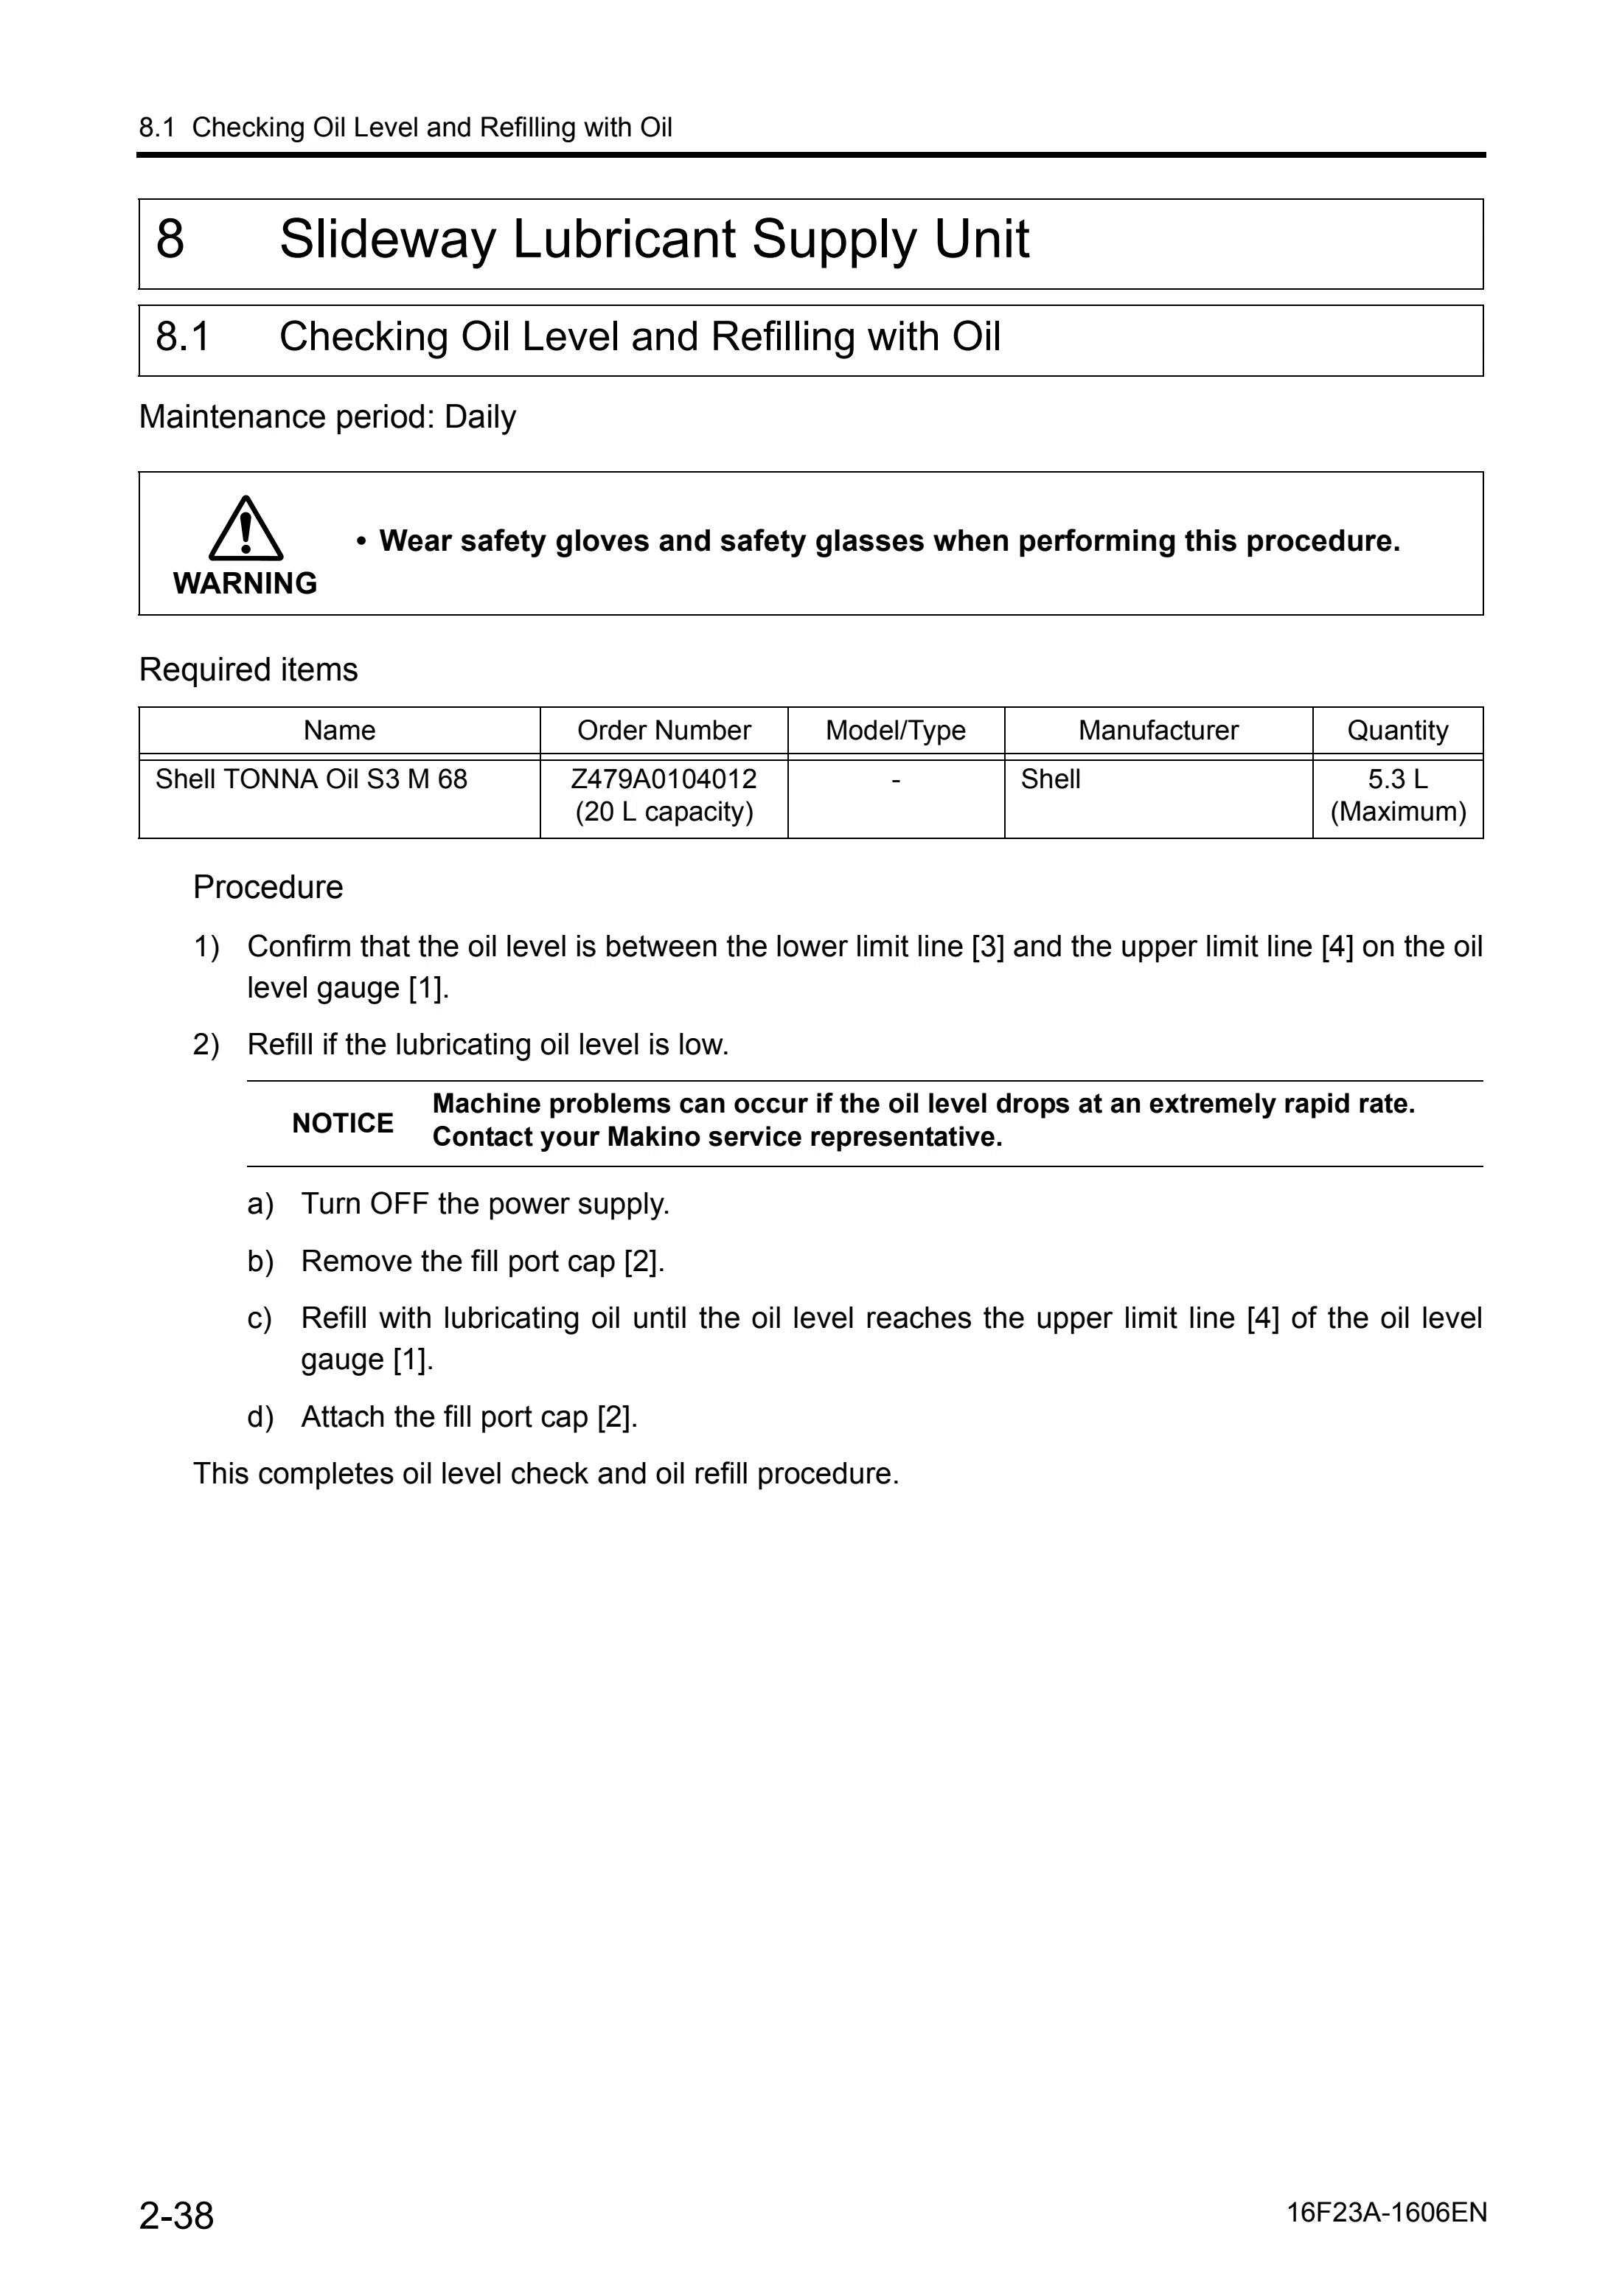 8.1 Checking Oil Level and Refilling with Oil
8 Slideway Lubricant Supply Unit
8.1 Checking Oil Level and Refilling with Oil
Maintenance period: Daily
• Wear safety gloves and safety glasses when performing this procedure.
WARNING
Required items
Name Order Number Model/Type Manufacturer Quantity
Shell TONNA Oil S3 M 68 Z479A0104012 - Shell 5.3 L
(20 L capacity) (Maximum)
Procedure
1) Confirm that the oil level is between the lower limit line [3] and the upper limit line [4] on the oil
level gauge [1].
2) Refill if the lubricating oil level is low.
NOTICE
Machine problems can occur if the oil level drops at an extremely rapid rate.
Contact your Makino service representative.
a) Turn OFF the power supply.
b) Remove the fill port cap [2].
c) Refill with lubricating oil until the oil level reaches the upper limit line [4] of the oil level
gauge [1].
d) Attach the fill port cap [2].
This completes oil level check and oil refill procedure.
2-38
16F23A-1606EN